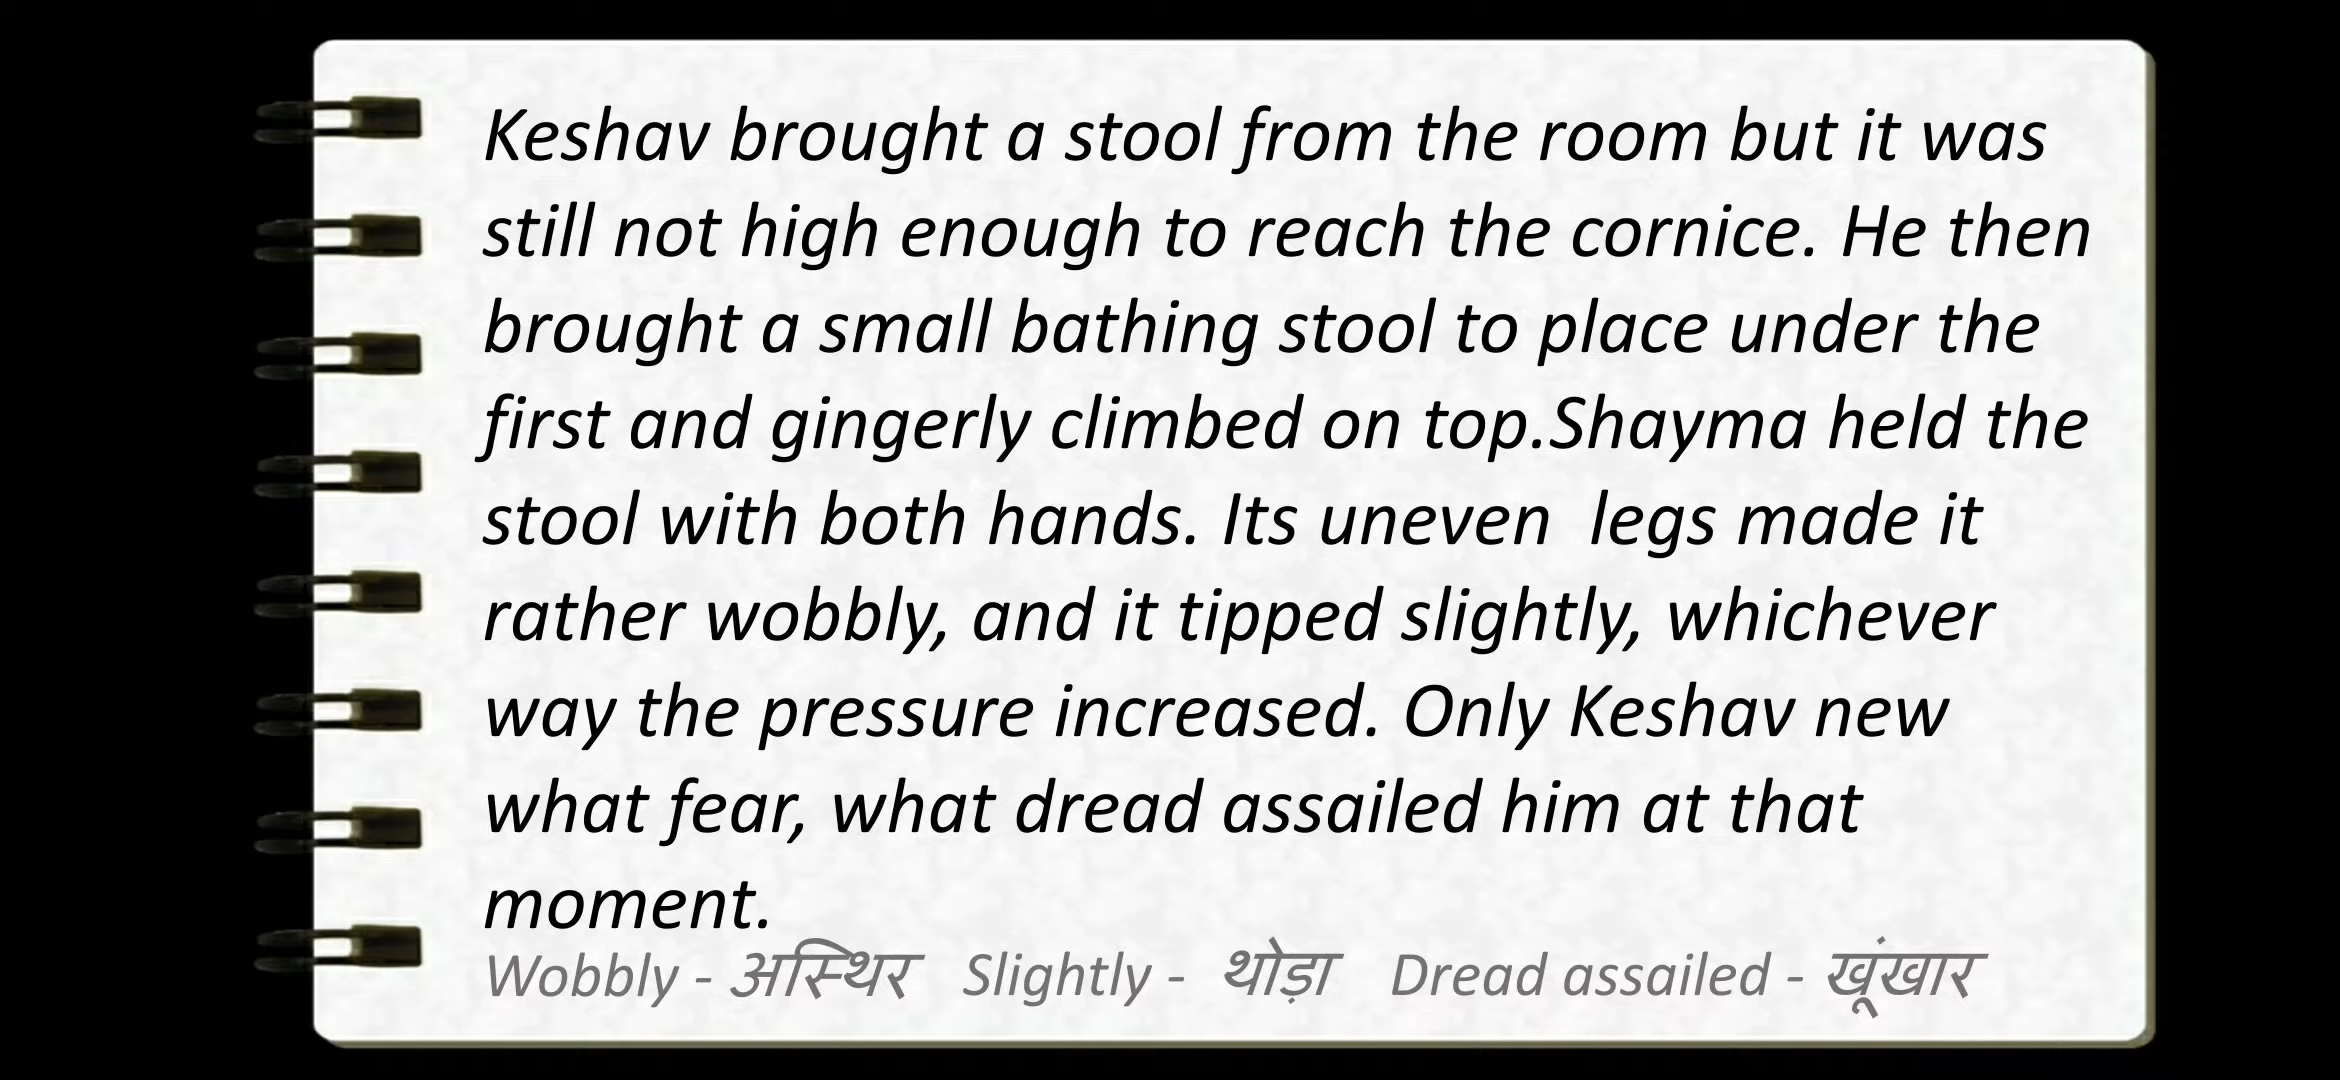 Keshav brought a stool from the room but it was
still not high enough to reach the cornice. He then
brought a small bathing stool to place under the
first and gingerly climbed on top.Shayma held the
stool with both hands. Its uneven  legs made it
rather wobbly, and it tipped slightly, whichever
way the pressure increased. Only Keshav new
what fear, what dread assailed him at that
moment.
Wobbly - अस्थिर   Slightly -  थोड़ा   Dread assailed - खूंखार